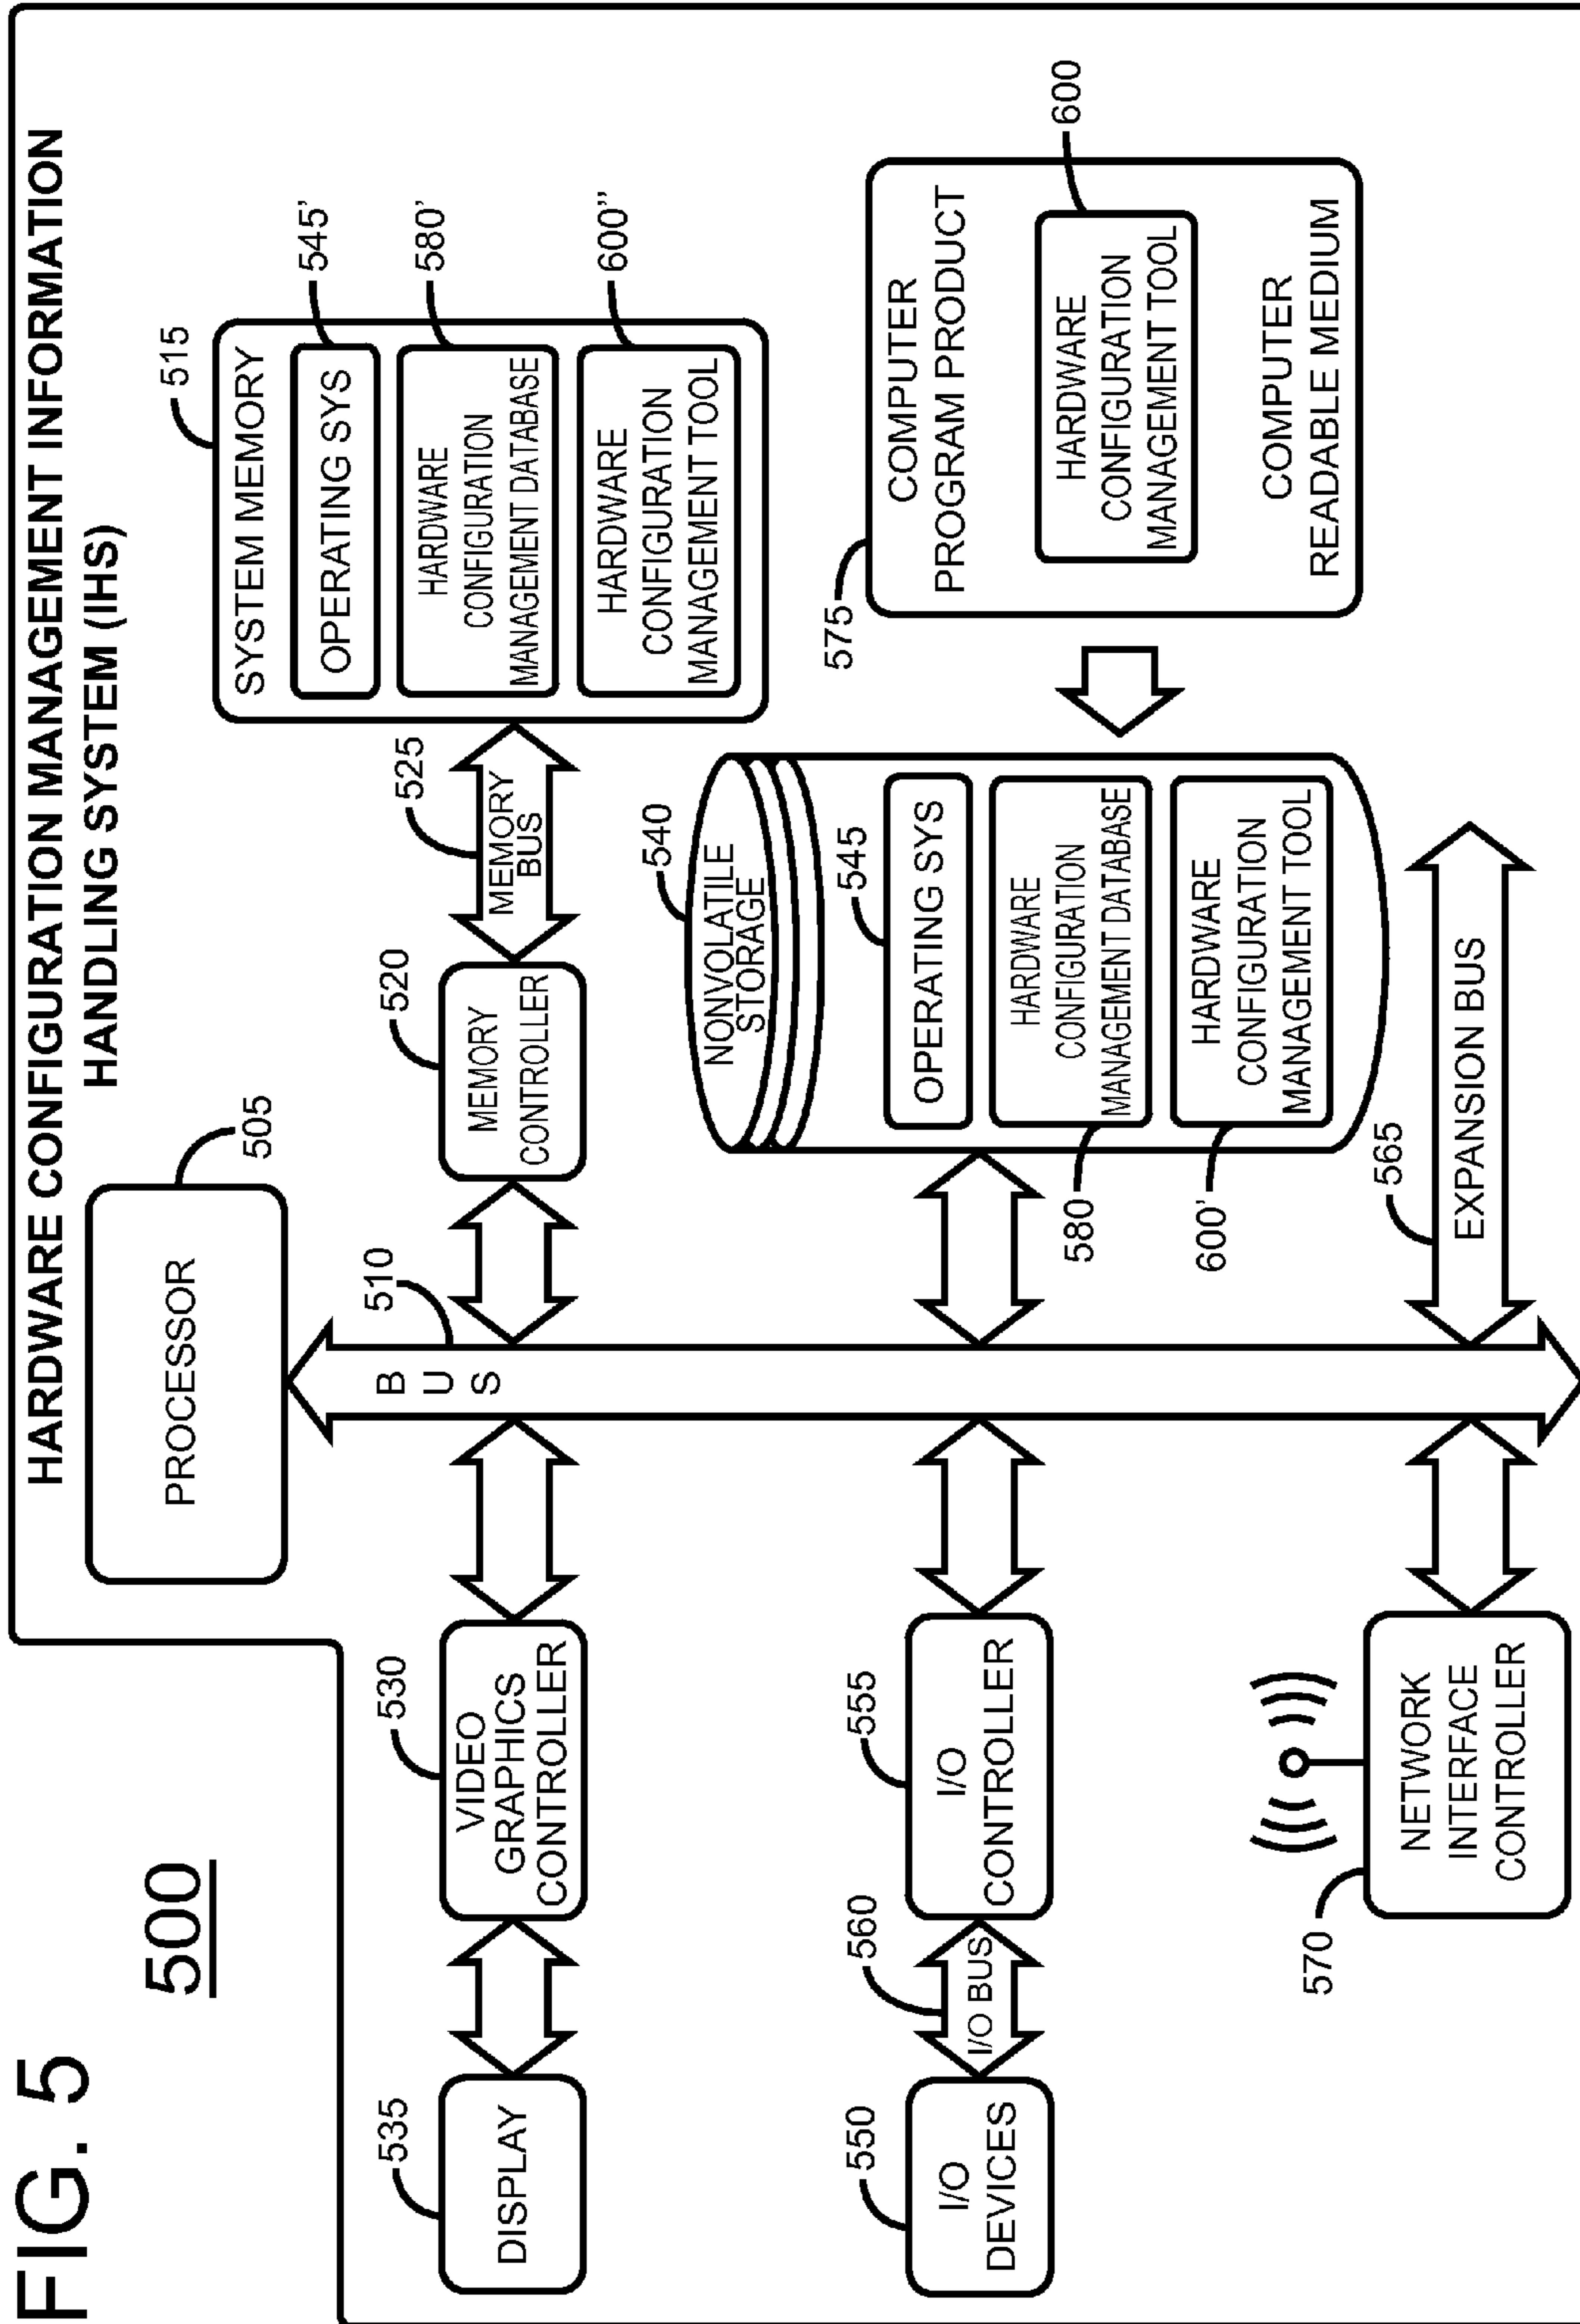 FIG. 5
500
HARDWARE CONFIGURATION MANAGEMENT INFORMATION
HANDLING SYSTEM (IHS)
PROCESSOR
505
510
B
U
S
535
DISPLAY
530
VIDEO
GRAPHICS
CONTROLLER
520
MEMORY
CONTROLLER
525
MEMORY
BUS
515
SYSTEM MEMORY
OPERATING SYS
545'
HARDWARE
CONFIGURATION
MANAGEMENT DATABASE
580'
HARDWARE
CONFIGURATION
MANAGEMENT TOOL
600"
550
I/O
DEVICES
560
I/O BUS
555
I/O
CONTROLLER
540
NONVOLATILE
STORAGE
545
OPERATING SYS
HARDWARE
CONFIGURATION
MANAGEMENT DATABASE
580
HARDWARE
CONFIGURATION
MANAGEMENT TOOL
600'
575
COMPUTER
PROGRAM PRODUCT
HARDWARE
CONFIGURATION
MANAGEMENT TOOL
600
COMPUTER
READABLE MEDIUM
570
NETWORK
INTERFACE
CONTROLLER
565
EXPANSION BUS